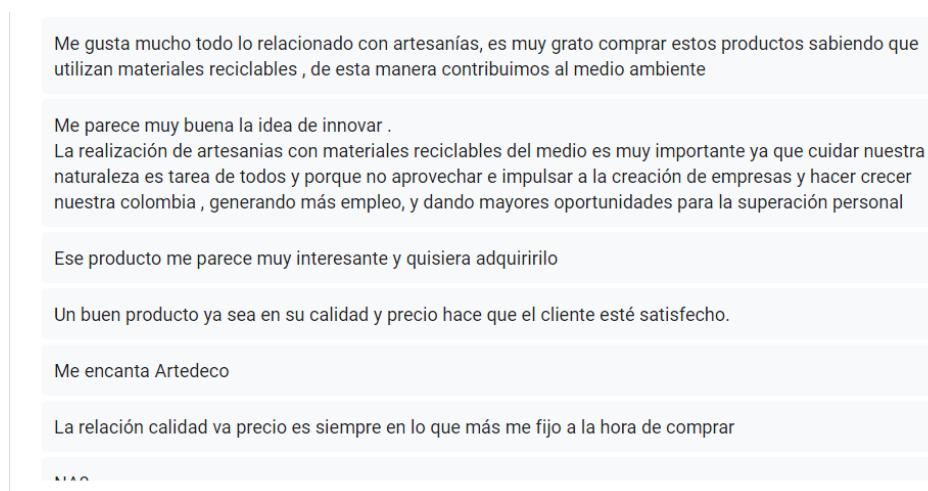 Me gusta mucho todo lo relacionado con artesanías, es muy grato comprar estos productos sabiendo que
utilizan materiales reciclables , de esta manera contribuimos al medio ambiente
Me parece muy buena la idea de innovar .
La realización de artesanias con materiales reciclables del medio es muy importante ya que cuidar nuestra
naturaleza es tarea de todos y porque no aprovechar e impulsar a la creación de empresas y hacer crecer
nuestra colombia , generando más empleo, y dando mayores oportunidades para la superación personal
Ese producto me parece muy interesante y quisiera adquiririlo
Un buen producto ya sea en su calidad y precio hace que el cliente esté satisfecho.
Me encanta Artedeco
La relación calidad va precio es siempre en lo que más me fijo a la hora de comprar